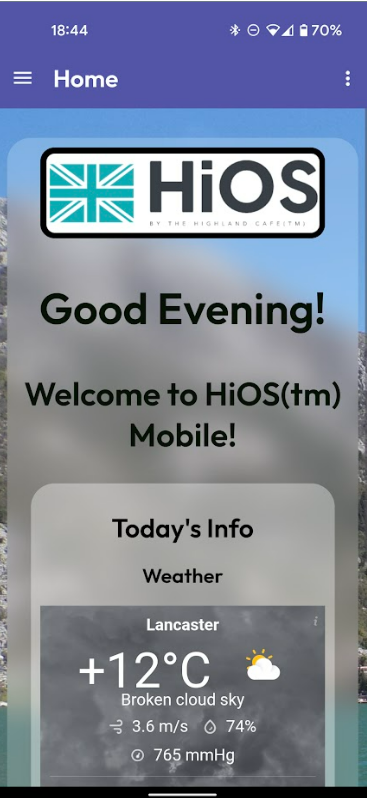 18:44
70%
Home
HiOS
BY THE HIGHLAND CAFE(TM)
Good Evening!
Welcome to HiOS(tm)
Mobile!
Today's Info
Weather
Lancaster
i
+12°C
Broken cloud sky
3.6 m/s 74%
765 mmHg